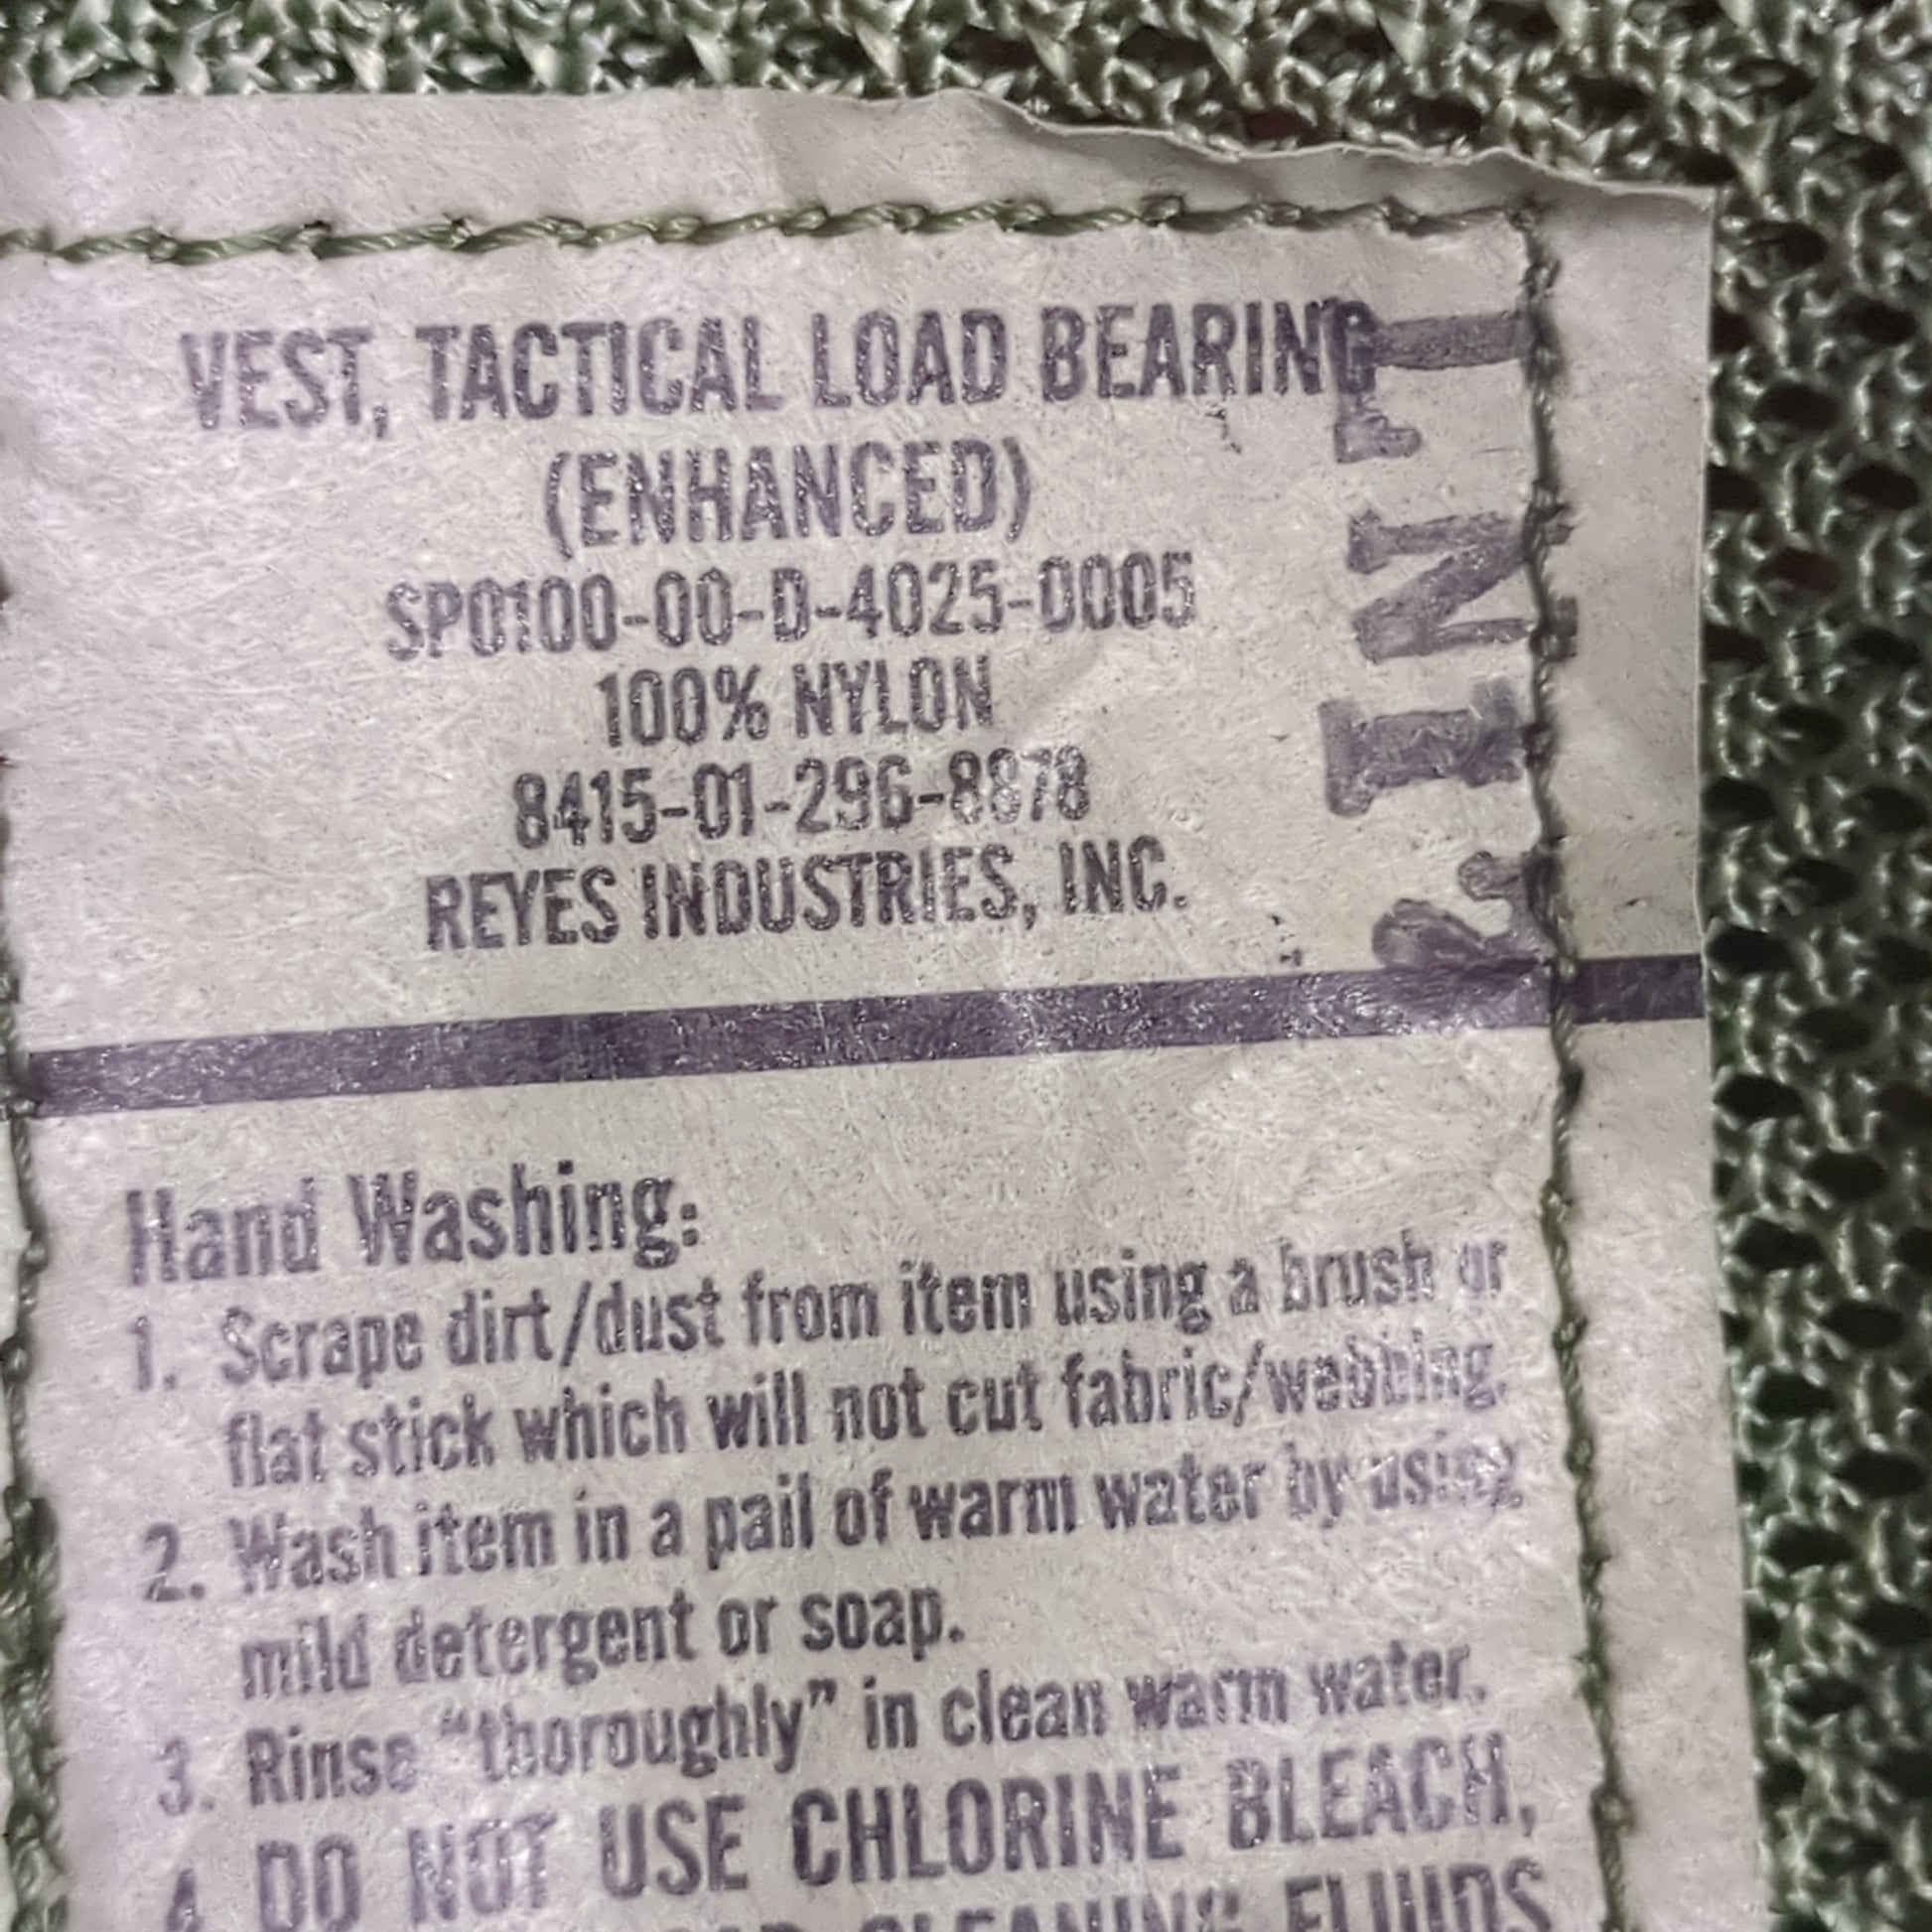 VEST, TACTICAL LOAD BEARING
(ENHANCED)
SP0100-00-D-4025-0005
100% NYLON
8415-01-296-8878
REYES INDUSTRIES, INC.
Hand Washing:
1. Scrape dirt/dust from item using a brush or
flat stick which will not cut fabric/webbing.
2. Wash item in a pail of warm water by using
mild detergent or soap.
3. Rinse "thoroughly" in clean warm water.
4 DO NOT USE CHLORINE BLEACH,
CLEANING FLUIDS